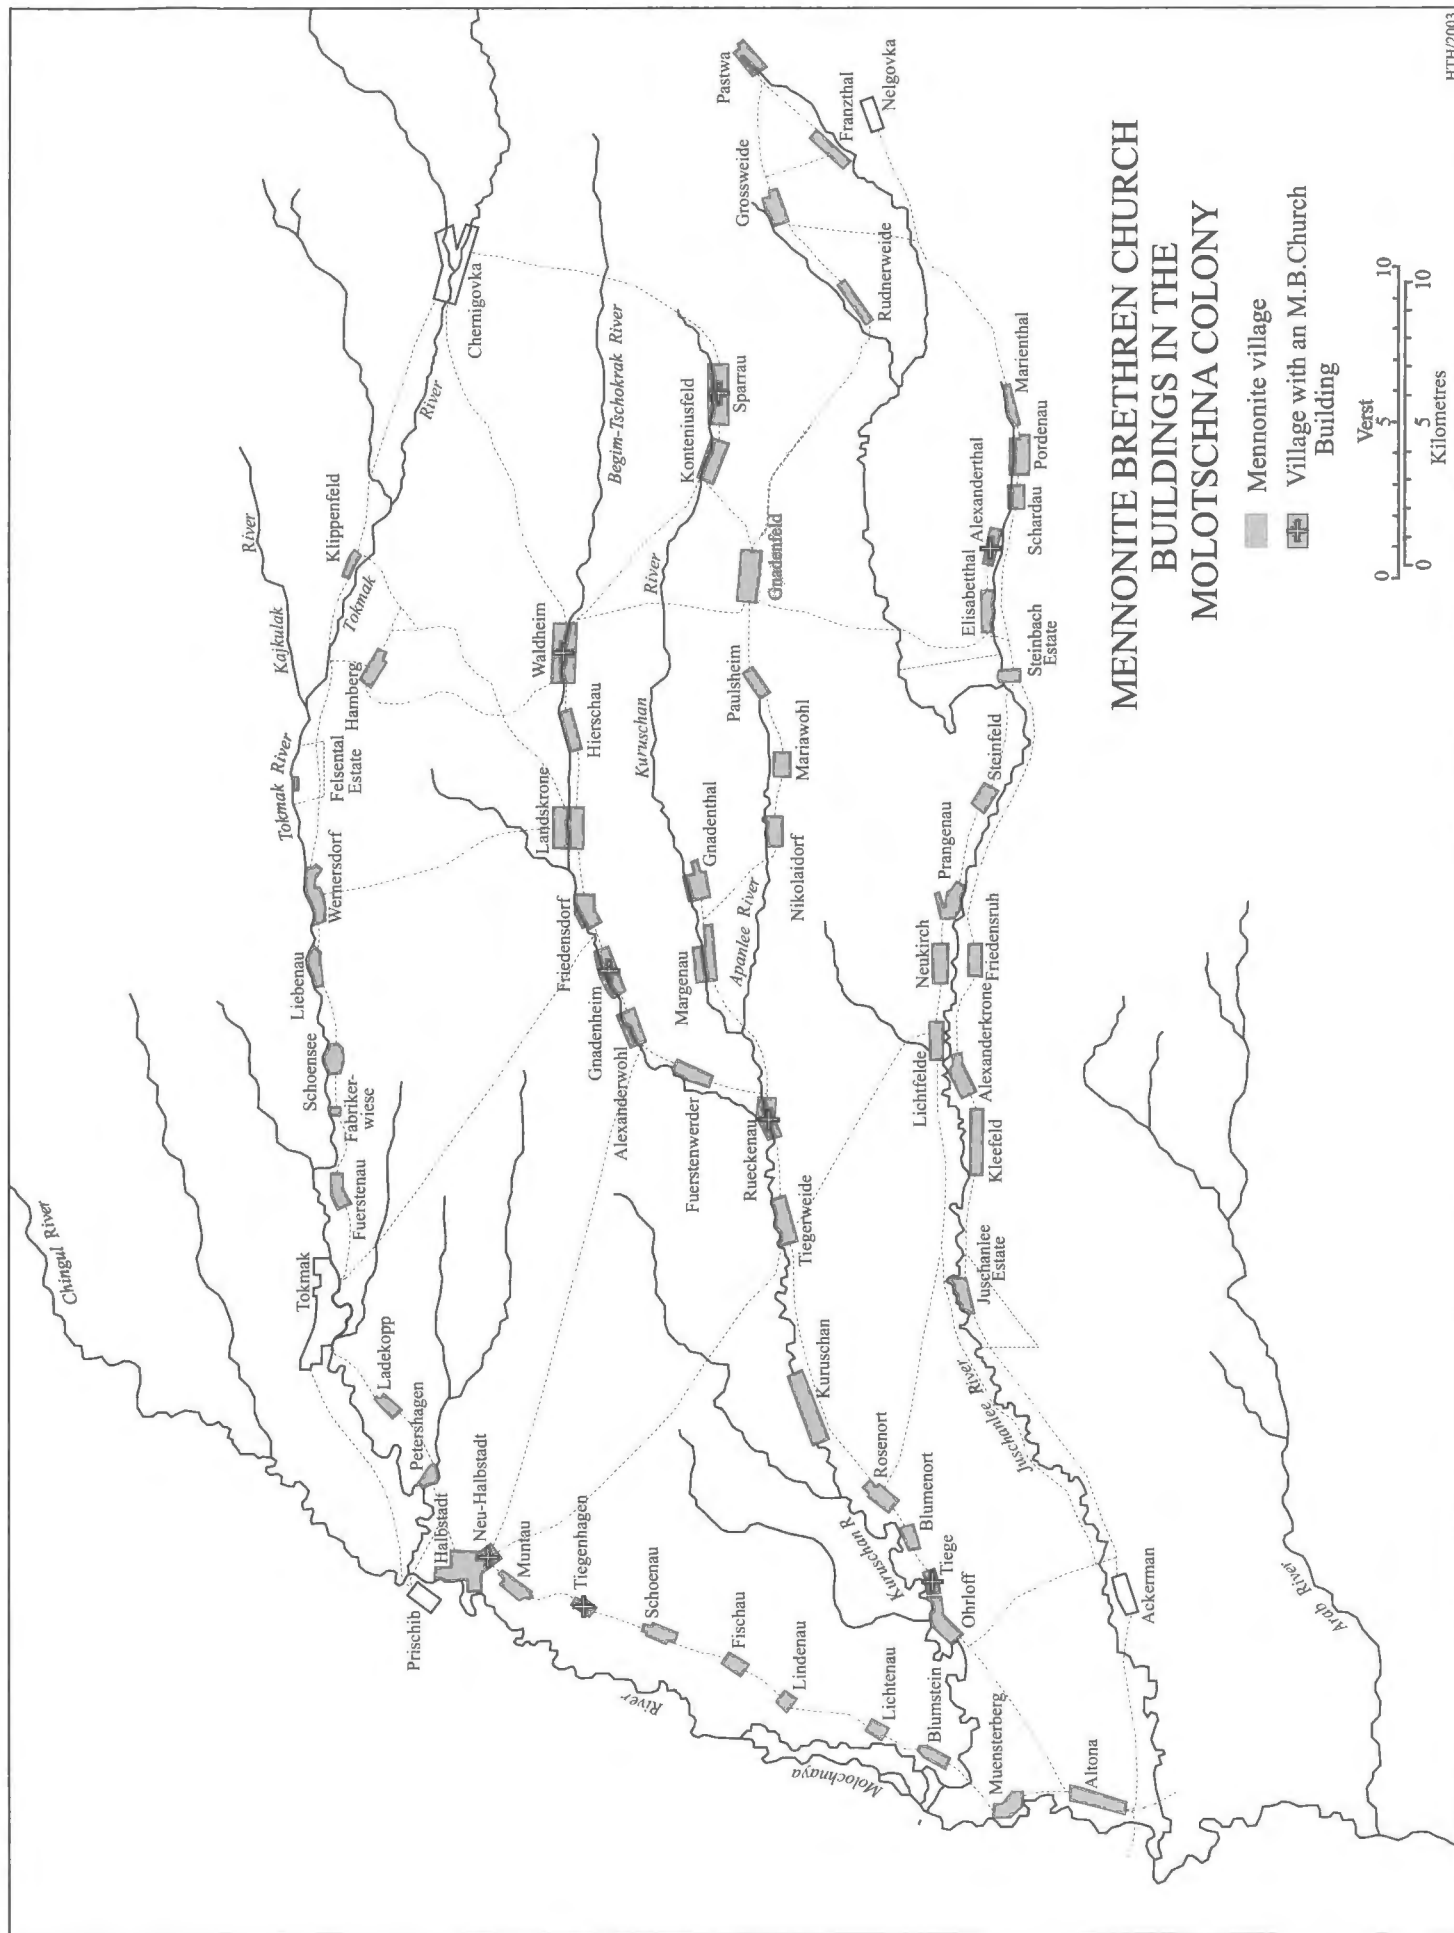 Chingul River
Tokmak
Ladekopp
Petershagen
Halbstadt
Neu-Halbstadt
Prischib
Muntau
Tiegenhagen
Schoenau
Fischau
Lindenau
Lichtenau
Blumstein
Muensterberg
Altona
Molochnaya
River
Fuerstenau
Fabriker-
wiese
Schoensee
Liebenau
Wernersdorf
Tokmak River
Felsental
Estate
Kajkulak
River
Hamberg
Klippenfeld
Tokmak
River
Chernigovka
Begim-Tschokrak River
Waldheim
Hierschau
Landskrone
Friedensdorf
Gnadenheim
Alexanderwohl
Fuerstenwerder
Rueckenau
Tiegerweide
Kuruschan
Rosenort
Blumenort
Tiege
Ohrloff
Kuruschan R.
Kuruschan
River
Margenau
Gnadenthal
Apanlee River
Nikolaidorf
Mariawohl
Paulsheim
Gnadenfeld
Konteniusfeld
Sparrau
Pastwa
Grossweide
Franzthal
Nelgovka
Rudnerweide
Marienthal
Pordenau
Schardau
Alexanderthal
Elisabetthal
Steinbach
Estate
Steinfeld
Prangenau
Neukirch
Friedensruh
Lichtfelde
Alexanderkrone
Kleefeld
Juschanlee
Estate
Juschanlee
River
Ackerman
Arab River
MENNONITE BRETHREN CHURCH
BUILDINGS IN THE
MOLOTSCHNA COLONY
Mennonite village
Village with an M.B.Church
Building
Verst
0 5 10
0 5 10
Kilometres
HTH/2003